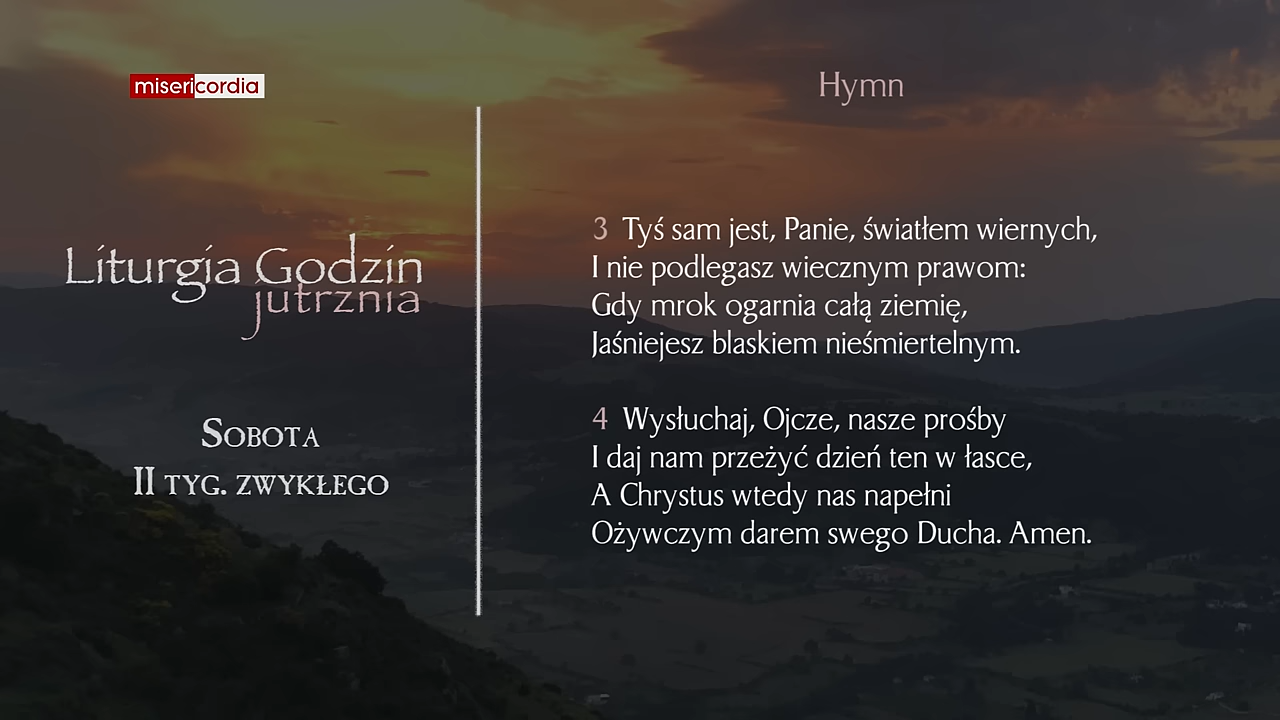 misericordia
Liturgia Godzin
jutrznia
Sobota
II tyg. zwykłego
Hymn
3 Tyś sam jest, Panie, światłem wiernych,
I nie podlegasz wiecznym prawom:
Gdy mrok ogarnia całą ziemię,
Jaśniejesz blaskiem nieśmiertelnym.
4 Wysłuchaj, Ojcze, nasze prośby
I daj nam przeżyć dzień ten w łasce,
A Chrystus wtedy nas napełni
Ożywczym darem swego Ducha. Amen.